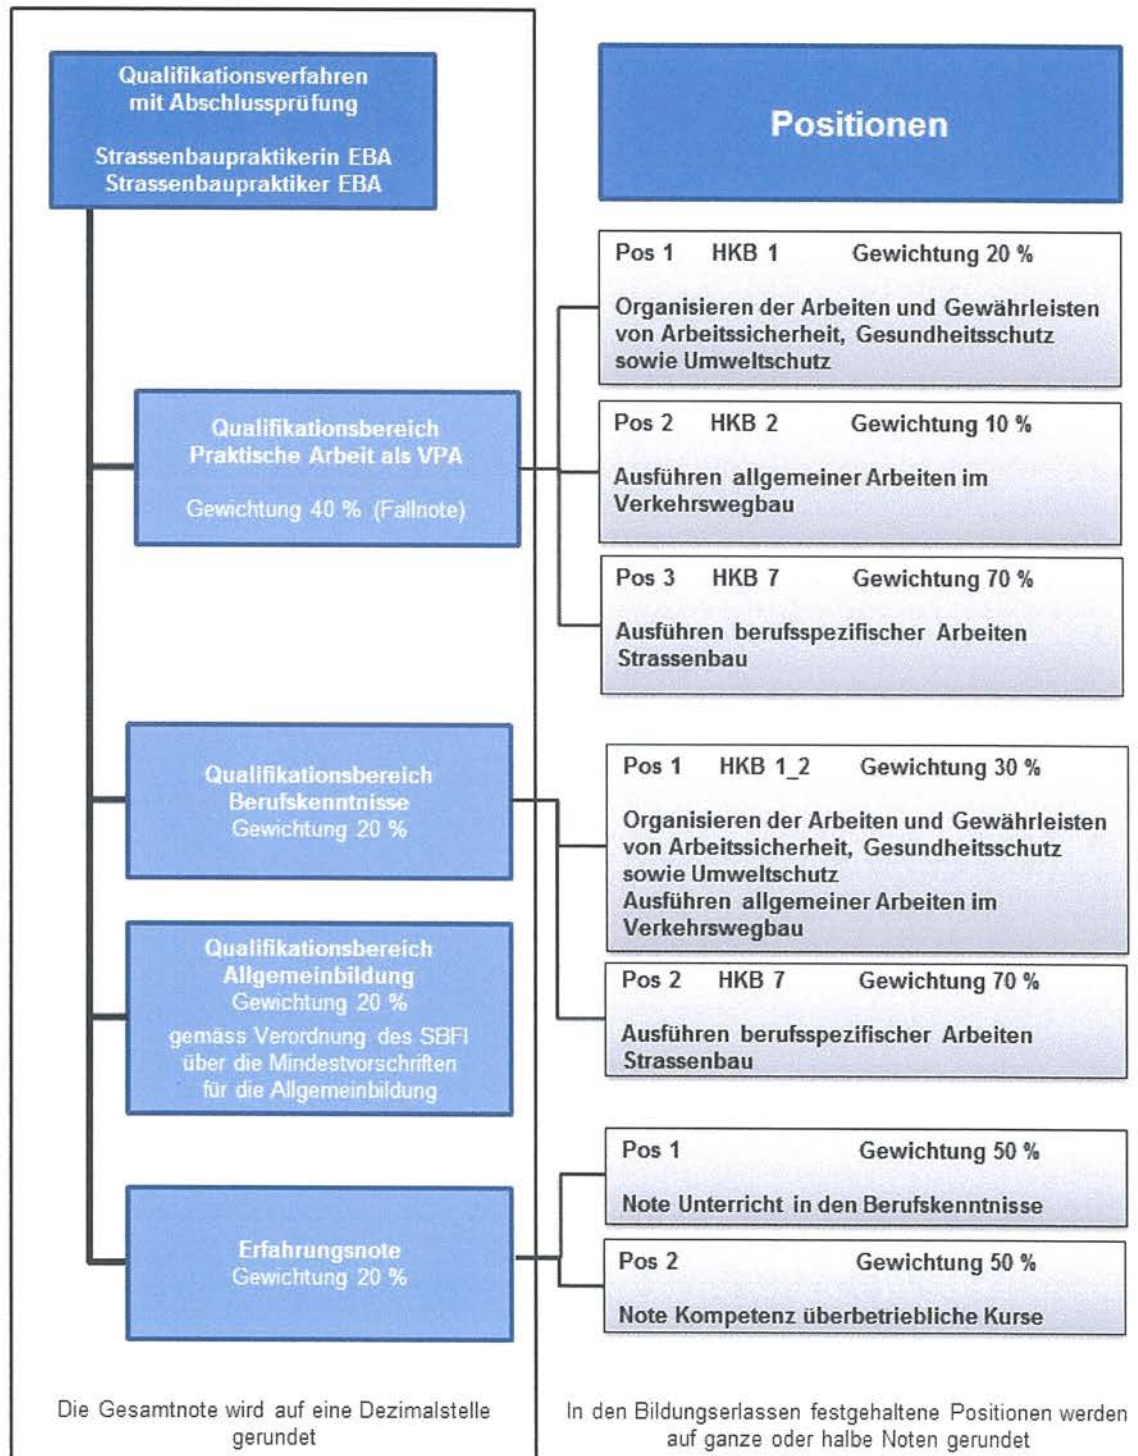 Qualifikationsverfahren
mit Abschlussprüfung
Strassenbaupraktikerin EBA
Strassenbaupraktiker EBA
Positionen
Qualifikationsbereich
Praktische Arbeit als VPA
Gewichtung 40 % (Fallnote)
Pos 1 HKB 1 Gewichtung 20 %
Organisieren der Arbeiten und Gewährleisten
von Arbeitssicherheit, Gesundheitsschutz
sowie Umweltschutz
Pos 2 HKB 2 Gewichtung 10 %
Ausführen allgemeiner Arbeiten im
Verkehrswegbau
Pos 3 HKB 7 Gewichtung 70 %
Ausführen berufsspezifischer Arbeiten
Strassenbau
Qualifikationsbereich
Berufskenntnisse
Gewichtung 20 %
Pos 1 HKB 1_2 Gewichtung 30 %
Organisieren der Arbeiten und Gewährleisten
von Arbeitssicherheit, Gesundheitsschutz
sowie Umweltschutz
Ausführen allgemeiner Arbeiten im
Verkehrswegbau
Pos 2 HKB 7 Gewichtung 70 %
Ausführen berufsspezifischer Arbeiten
Strassenbau
Qualifikationsbereich
Allgemeinbildung
Gewichtung 20 %
gemäss Verordnung des SBFI
über die Mindestvorschriften
für die Allgemeinbildung
Erfahrungsnote
Gewichtung 20 %
Pos 1 Gewichtung 50 %
Note Unterricht in den Berufskenntnisse
Pos 2 Gewichtung 50 %
Note Kompetenz überbetriebliche Kurse
Die Gesamtnote wird auf eine Dezimalstelle
gerundet
In den Bildungserlassen festgehaltene Positionen werden
auf ganze oder halbe Noten gerundet